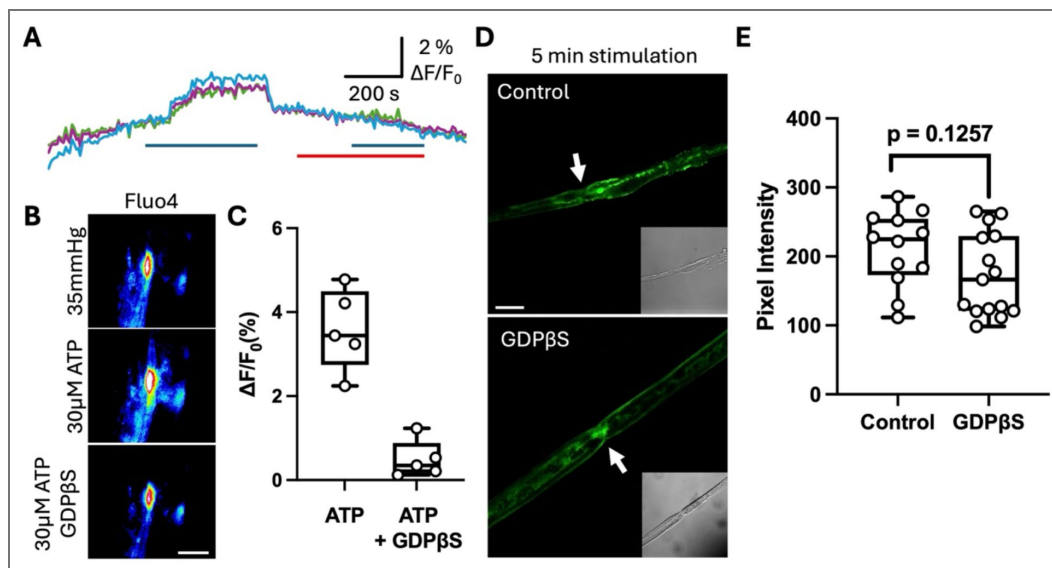 A
2 %
ΔF/F0
200 s
B
Fluo4
35mmHg
30µM ATP
30µM ATP
GDPβS
C
6
4
2
0
ΔF/F0(%)
ATP
ATP
+ GDPβS
D
5 min stimulation
Control
GDPβS
E
p = 0.1257
400
300
200
100
0
Pixel Intensity
Control
GDPβS